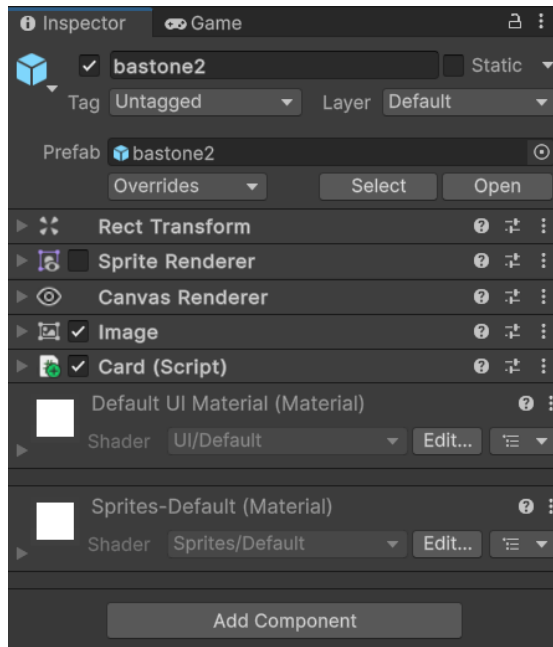 Inspector Game
bastone2 Static
Tag Untagged Layer Default
Prefab bastone2
Overrides Select Open
Rect Transform
Sprite Renderer
Canvas Renderer
Image
Card (Script)
Default UI Material (Material)
Shader UI/Default Edit...
Sprites-Default (Material)
Shader Sprites/Default Edit...
Add Component